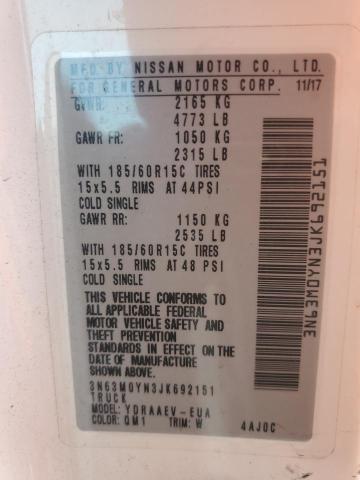 MFD BY NISSAN MOTOR CO., LTD.
FOR GENERAL MOTORS CORP. 11/17
GVWR: 2165 KG
4773 LB
GAWR FR: 1050 KG
2315 LB
WITH 185/60R15C TIRES
15x5.5 RIMS AT 44PSI
COLD SINGLE
GAWR RR: 1150 KG
2535 LB
WITH 185/60R15C TIRES
15x5.5 RIMS AT 48 PSI
COLD SINGLE
THIS VEHICLE CONFORMS TO
ALL APPLICABLE FEDERAL
MOTOR VEHICLE SAFETY AND
THEFT PREVENTION
STANDARDS IN EFFECT ON THE
DATE OF MANUFACTURE
SHOWN ABOVE.
3N63M0YN3JK692151
TRUCK
MODEL: YDRAAEV-EUA
COLOR: QM1 TRIM: W 4AJ0C
3N63M0YN3JK692151